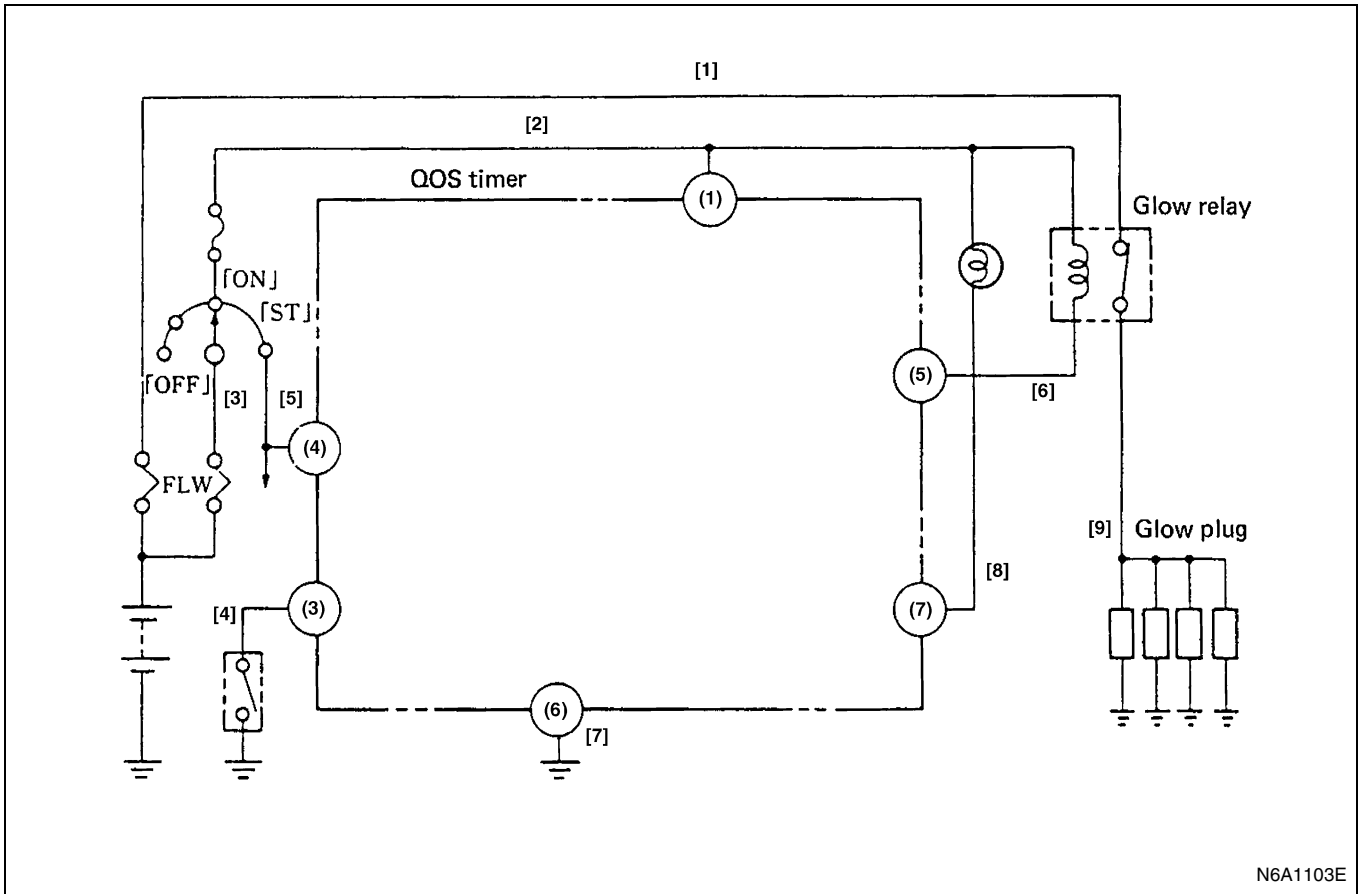 [1]
[2]
QOS timer
(1)
Glow relay
「ON」
「ST」
「OFF」
[3]
[5]
(5)
[6]
(4)
FLW
[9]
Glow plug
[8]
[4]
(3)
(7)
(6)
[7]
N6A1103E